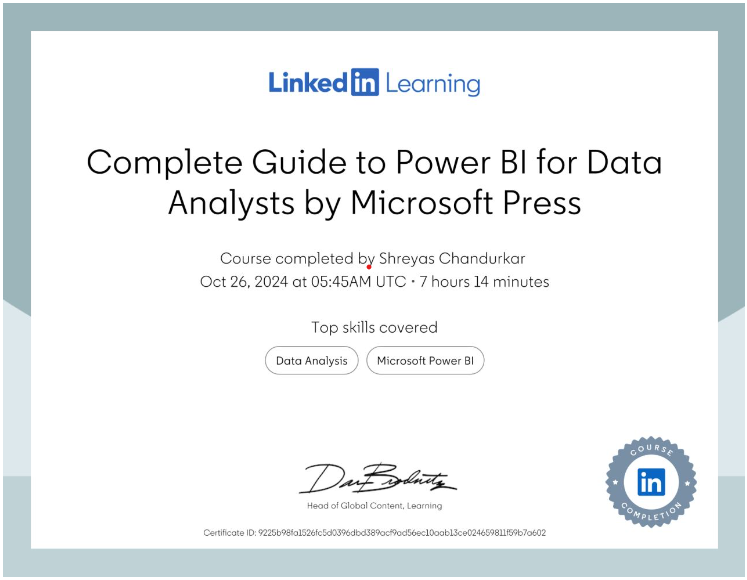 Linked in Learning
Complete Guide to Power BI for Data
Analysts by Microsoft Press
Course completed by Shreyas Chandurkar
Oct 26, 2024 at 05:45AM UTC • 7 hours 14 minutes
Top skills covered
Data Analysis
Microsoft Power BI
Head of Global Content, Learning
COURSE
in
COMPLETION
Certificate ID: 9225b98fa1526fc5d0396dbd389acf9ad56ec10aab13ce024659811f59b7a602